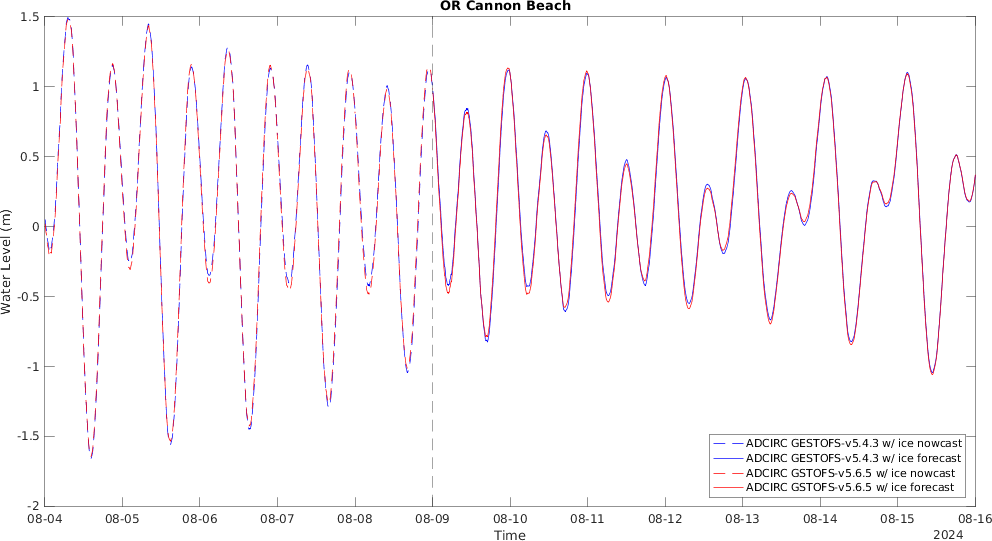 OR Cannon Beach
Water Level (m)
1.5
1
0.5
0
-0.5
-1
-1.5
-2
ADCIRC GESTOFS-v5.4.3 w/ ice nowcast
ADCIRC GESTOFS-v5.4.3 w/ ice forecast
ADCIRC GSTOFS-v5.6.5 w/ ice nowcast
ADCIRC GSTOFS-v5.6.5 w/ ice forecast
08-04 08-05 08-06 08-07 08-08 08-09 08-10 08-11 08-12 08-13 08-14 08-15 08-16
Time
2024